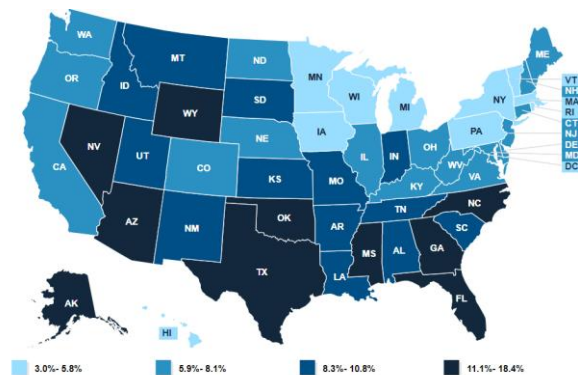 WA
ME
MT
ND
VT
OR
MN
NH
ID
WI
NY
MA
SD
MI
RI
WY
CT
PA
IA
NJ
NE
DE
NV
OH
MD
IL
IN
DC
UT
WV
CO
CA
VA
KS
MO
KY
NC
TN
OK
AZ
AR
SC
NM
MS
AL
GA
TX
LA
FL
AK
HI
3.0%- 5.8%
5.9%- 8.1%
8.3%- 10.8%
11.1%- 18.4%